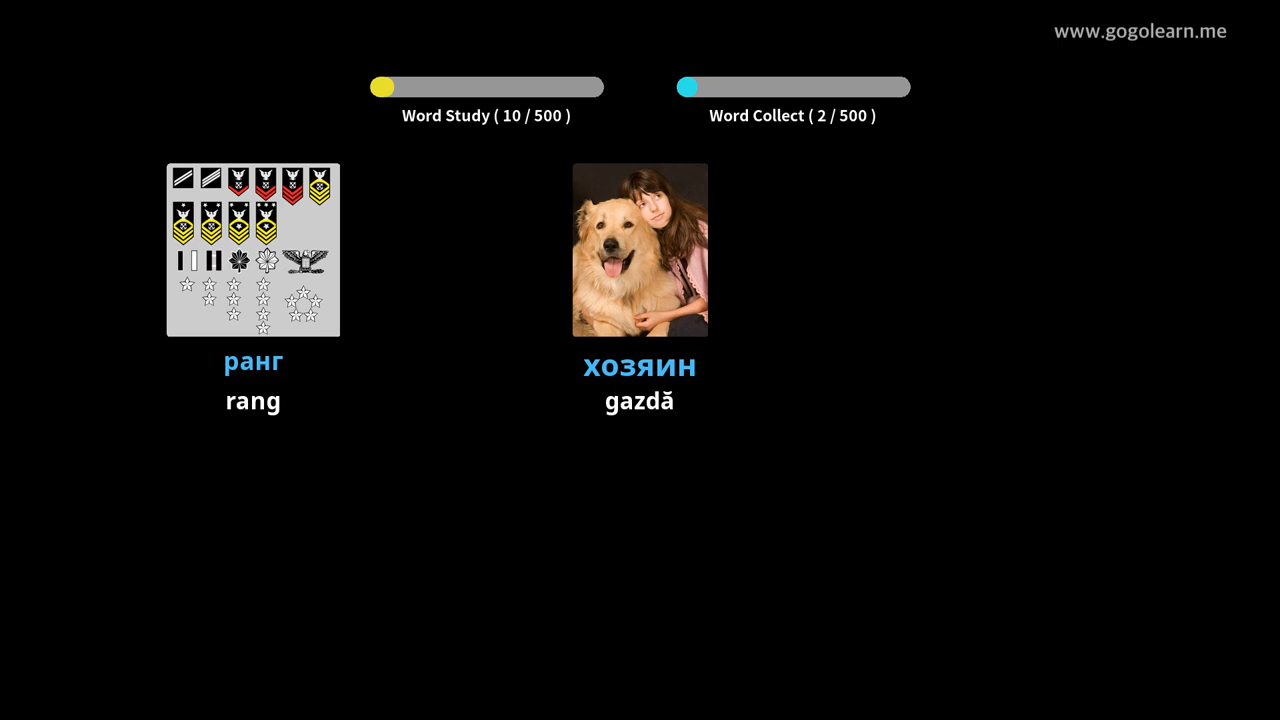 www.gogolearn.me
Word Study ( 10 / 500 )
Word Collect ( 2 / 500 )
ранг
rang
хозяин
gazdă